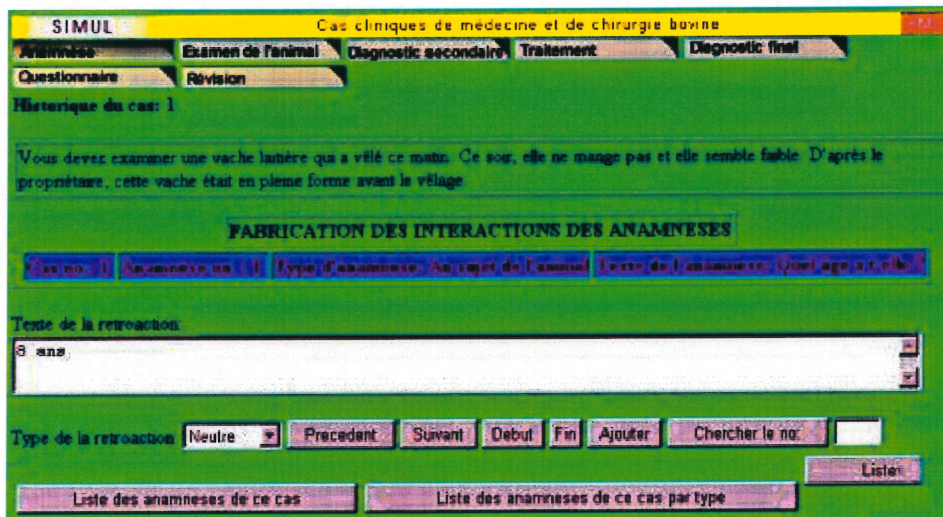 SIMUL Cas cliniques de médecine et de chirurgie bovine
Anamnèse Examen de l'animal Diagnostic secondaire Traitement Diegnostic finel
Questionnaire Révision
Historique du cas: 1
Vous devez examiner une vache laitière qui a vêlé ce matin. Ce soir, elle ne mange pas et elle semble faible. D'après le
propriétaire, cette vache était en pleine forme avant le vêlage.
FABRICATION DES INTERACTIONS DES ANAMNESES
Cas no.: 1 Anamnèse no.: 1 Type d'anamnèse: Au sujet de l'animal Texte de l'anamnèse: Quel âge a-t-elle ?
Texte de la retroaction
8 ans
Type de la retroaction Neutre Precedent Suivant Debut Fin Ajouter Chercher le no:
Lister
Liste des anamneses de ce cas Liste des anamneses de ce cas par type